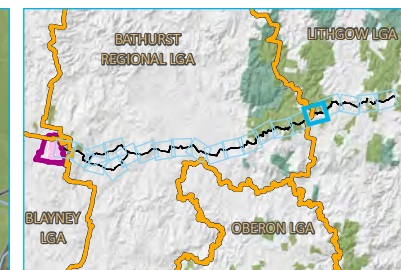 BATHURST
REGIONAL LGA
LITHGOW LGA
BLAYNEY
LGA
OBERON LGA